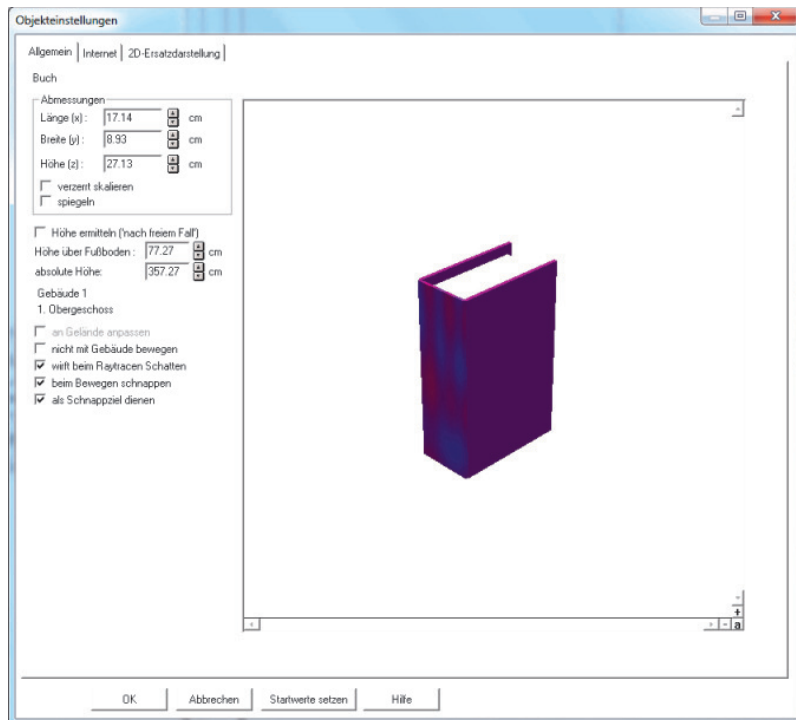 Objekteinstellungen
Allgemein Internet 2D-Ersatzdarstellung
Buch
Abmessungen
Länge (x) : 17.14 cm
Breite (y) : 8.93 cm
Höhe (z) : 27.13 cm
verzerrt skalieren
spiegeln
Höhe ermitteln ('nach freiem Fall')
Höhe über Fußboden : 77.27 cm
absolute Höhe: 357.27 cm
Gebäude 1
1. Obergeschoss
an Gelände anpassen
nicht mit Gebäude bewegen
wirft beim Raytracen Schatten
beim Bewegen schnappen
als Schnappziel dienen
+
- a
OK Abbrechen Startwerte setzen Hilfe